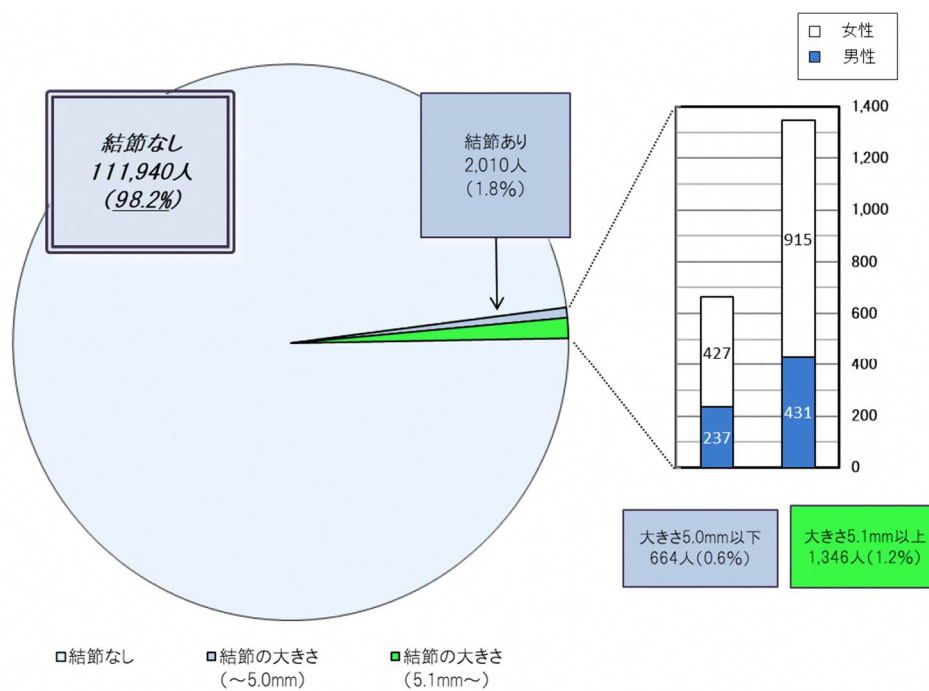 女性
男性
結節なし
111,940人
(98.2%)
結節あり
2,010人
(1.8%)
1,400
1,200
1,000
800
600
400
200
0
915
427
431
237
大きさ5.0mm以下
664人(0.6%)
大きさ5.1mm以上
1,346人(1.2%)
結節なし
結節の大きさ
(～5.0mm)
結節の大きさ
(5.1mm～)